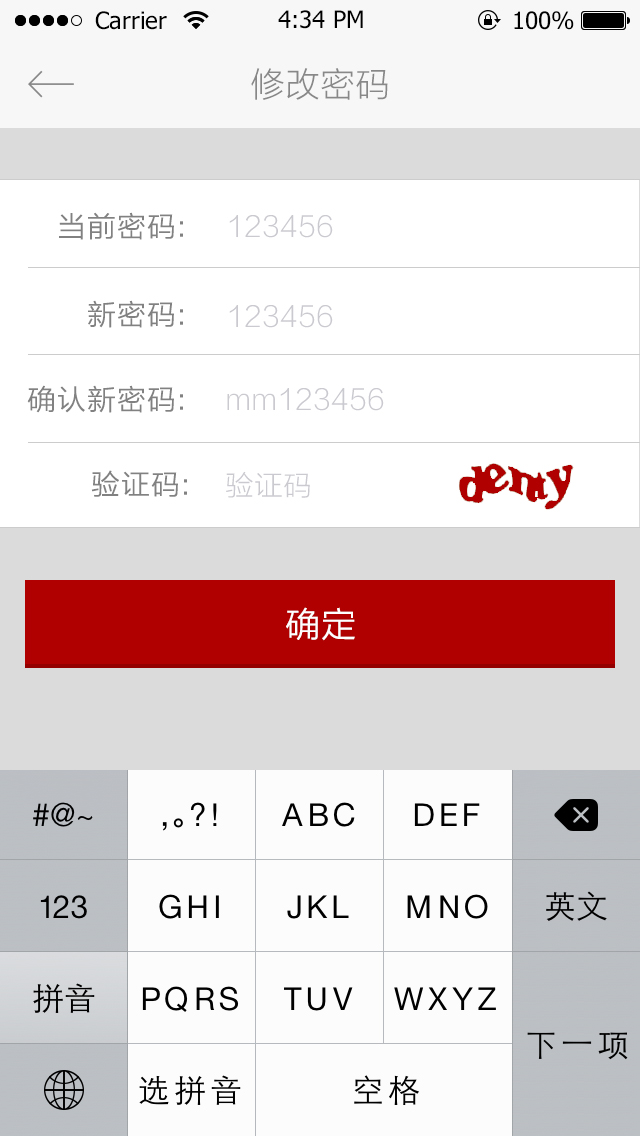 Carrier 4:34 PM 100%
修改密码
当前密码: 123456
新密码: 123456
确认新密码: mm123456
验证码: 验证码
确定
#@~ ,。?! ABC DEF
123 GHI JKL MNO 英文
拼音 PQRS TUV WXYZ
下一项
选拼音 空格